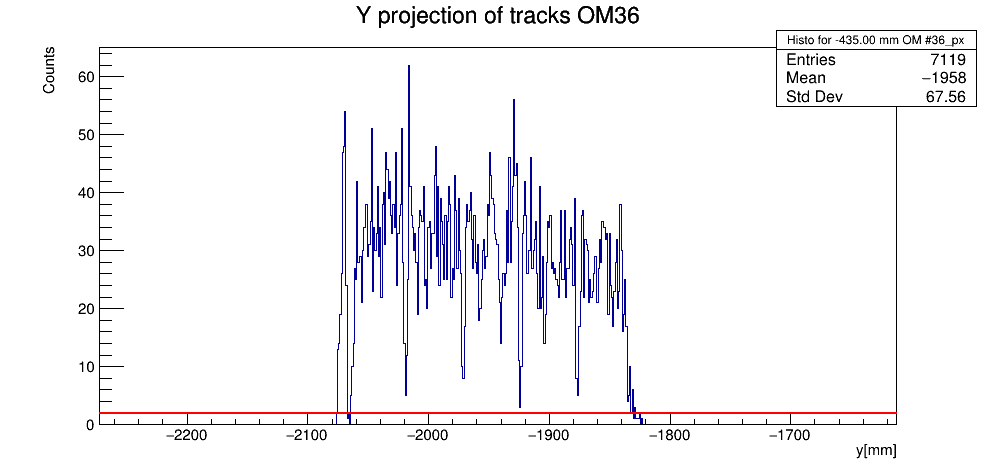 Y projection of tracks OM36
Histo for -435.00 mm OM #36_px
Entries 7119
Mean −1958
Std Dev 67.56
Counts
60
50
40
30
20
10
0
−2200 −2100 −2000 −1900 −1800 −1700
y[mm]